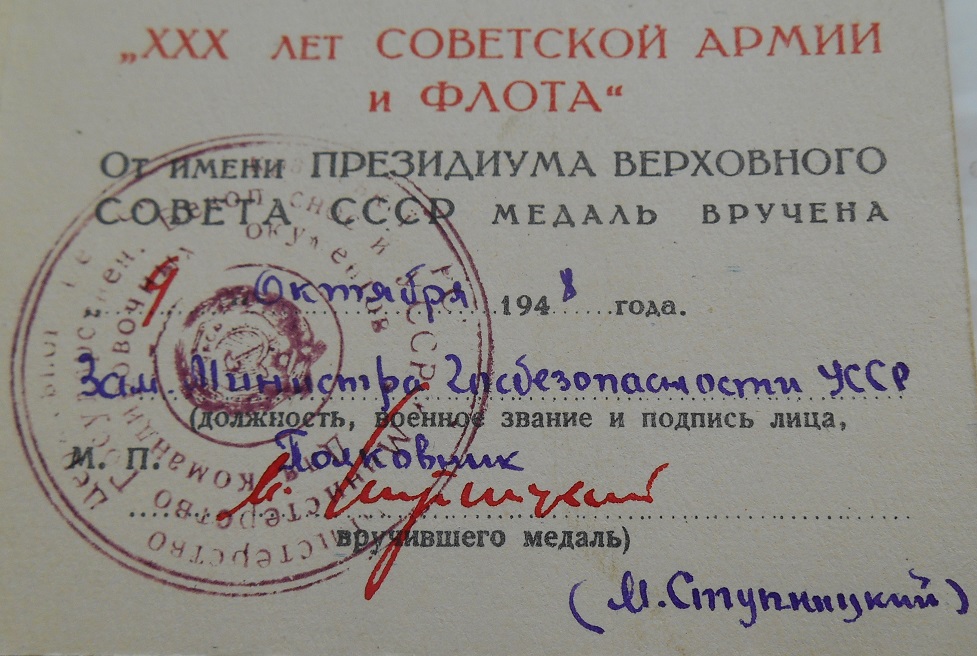 „XXX ЛЕТ СОВЕТСКОЙ АРМИИ
и ФЛОТА“
От имени ПРЕЗИДИУМА ВЕРХОВНОГО
СОВЕТА СССР МЕДАЛЬ ВРУЧЕНА
9 Октября 1948 года.
Зам. Министра Госбезопасности УССР
(должность, военное звание и подпись лица,
М. П. Полковник
вручившего медаль)
(М. Ступницкий)